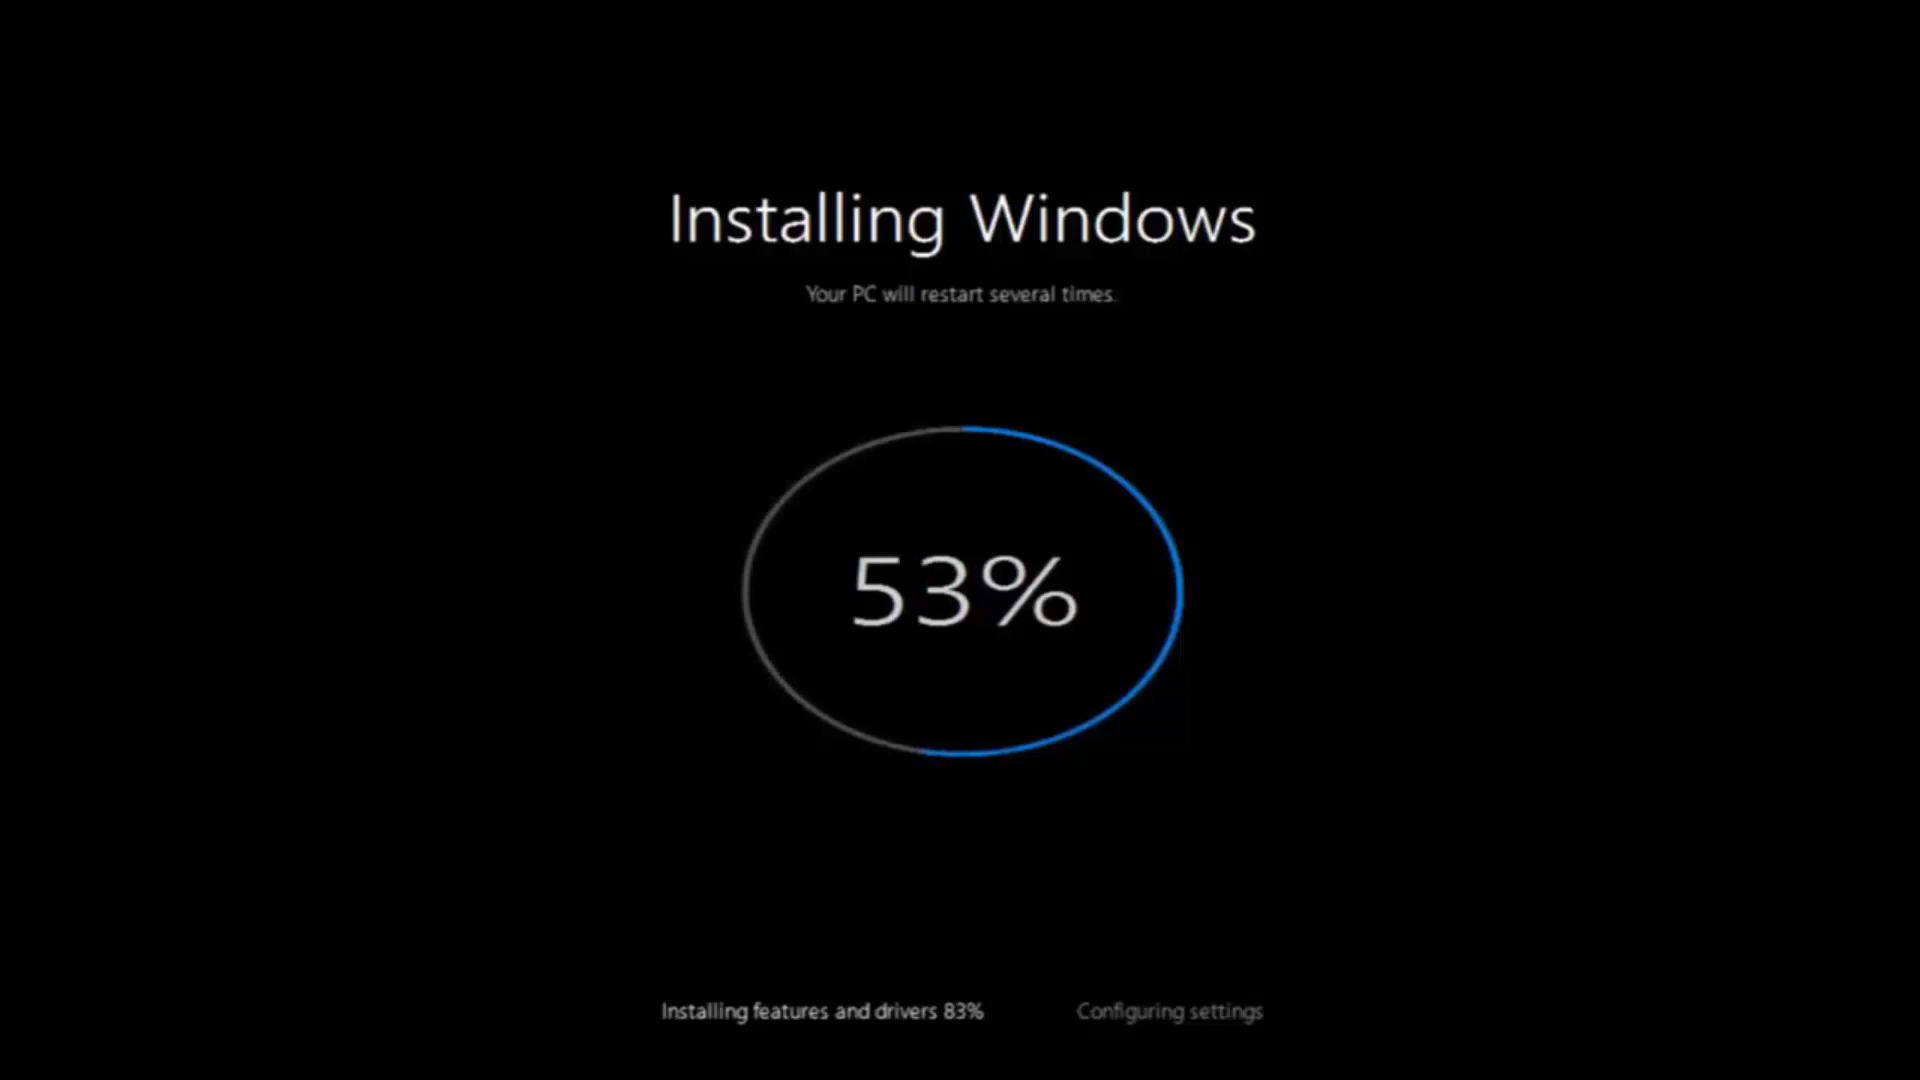 Installing Windows
Your PC will restart several times.
53%
Installing features and drivers 83%
Configuring settings